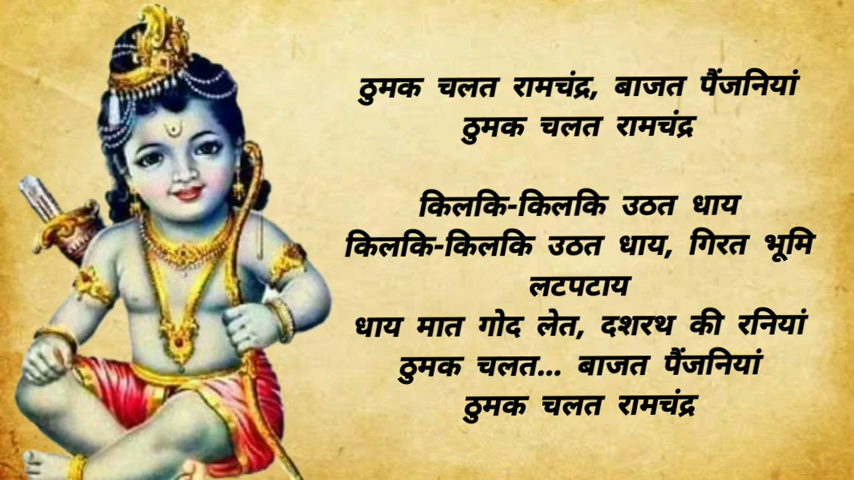 ठुमक चलत रामचंद्र, बाजत पैंजनियां
ठुमक चलत रामचंद्र
किलकि-किलकि उठत धाय
किलकि-किलकि उठत धाय, गिरत भूमि
लटपटाय
धाय मात गोद लेत, दशरथ की रनियां
ठुमक चलत... बाजत पैंजनियां
ठुमक चलत रामचंद्र